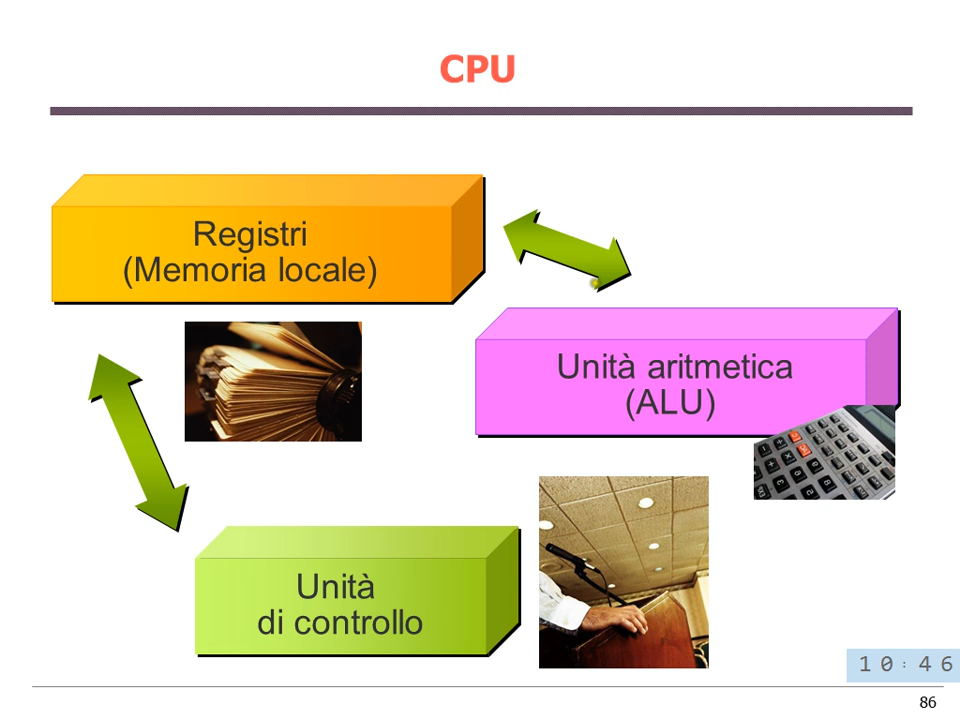 CPU
Registri
(Memoria locale)
Unità aritmetica
(ALU)
Unità
di controllo
10:46
86